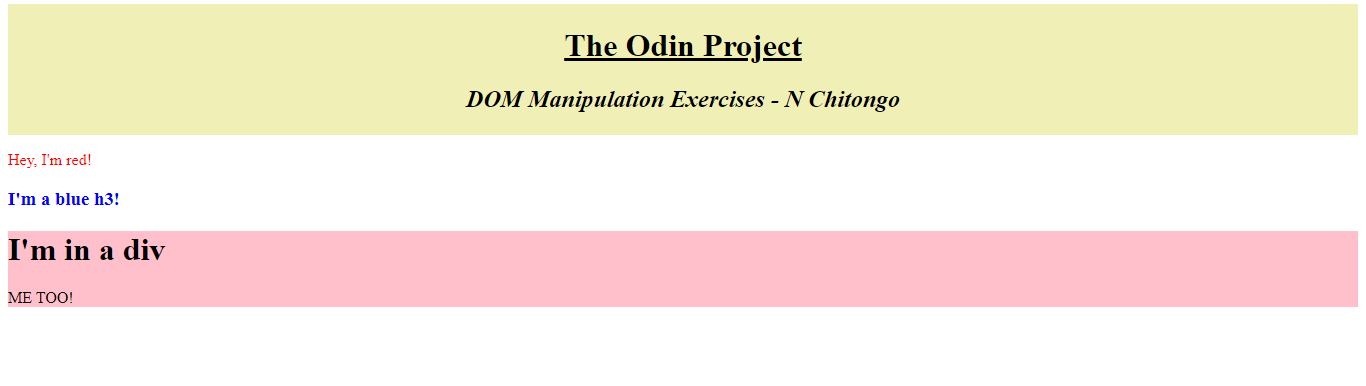 The Odin Project
DOM Manipulation Exercises - N Chitongo
Hey, I'm red!
I'm a blue h3!
I'm in a div
ME TOO!